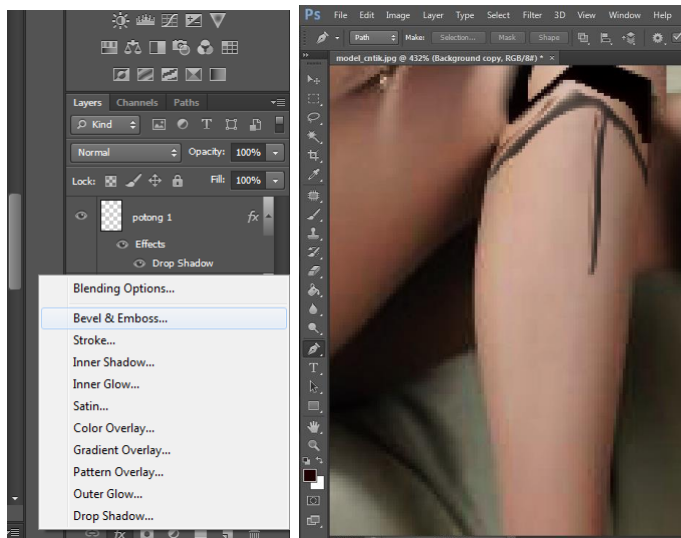 Layers Channels Paths
Kind
Normal Opacity: 100%
Lock: Fill: 100%
potong 1 fx
Effects
Drop Shadow
Blending Options...
Bevel & Emboss...
Stroke...
Inner Shadow...
Inner Glow...
Satin...
Color Overlay...
Gradient Overlay...
Pattern Overlay...
Outer Glow...
Drop Shadow...
Ps File Edit Image Layer Type Select Filter 3D View Window Help
Path Make: Selection... Mask Shape
model_cntik.jpg @ 432% (Background copy, RGB/8#) * ×